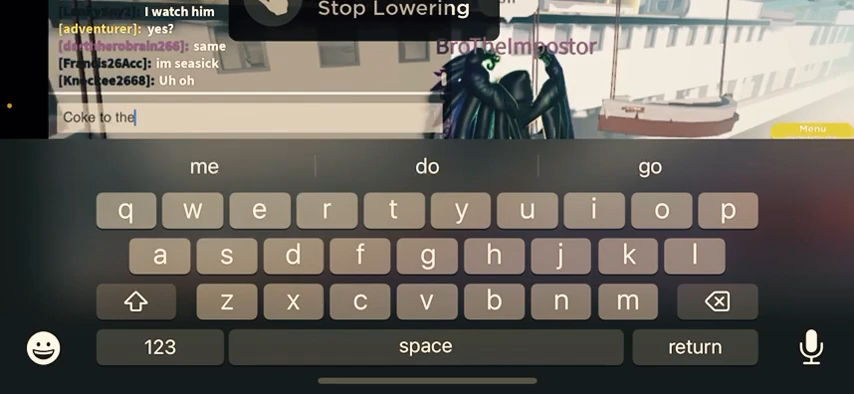 I watch him
[adventurer]: yes?
[dartherobrain266]: same
[Francis26Acc]: im seasick
[Knockee2668]: Uh oh
Coke to the
Stop Lowering
BroTheImpostor
Menu
me do go
q w e r t y u i o p
a s d f g h j k l
z x c v b n m
123 space return